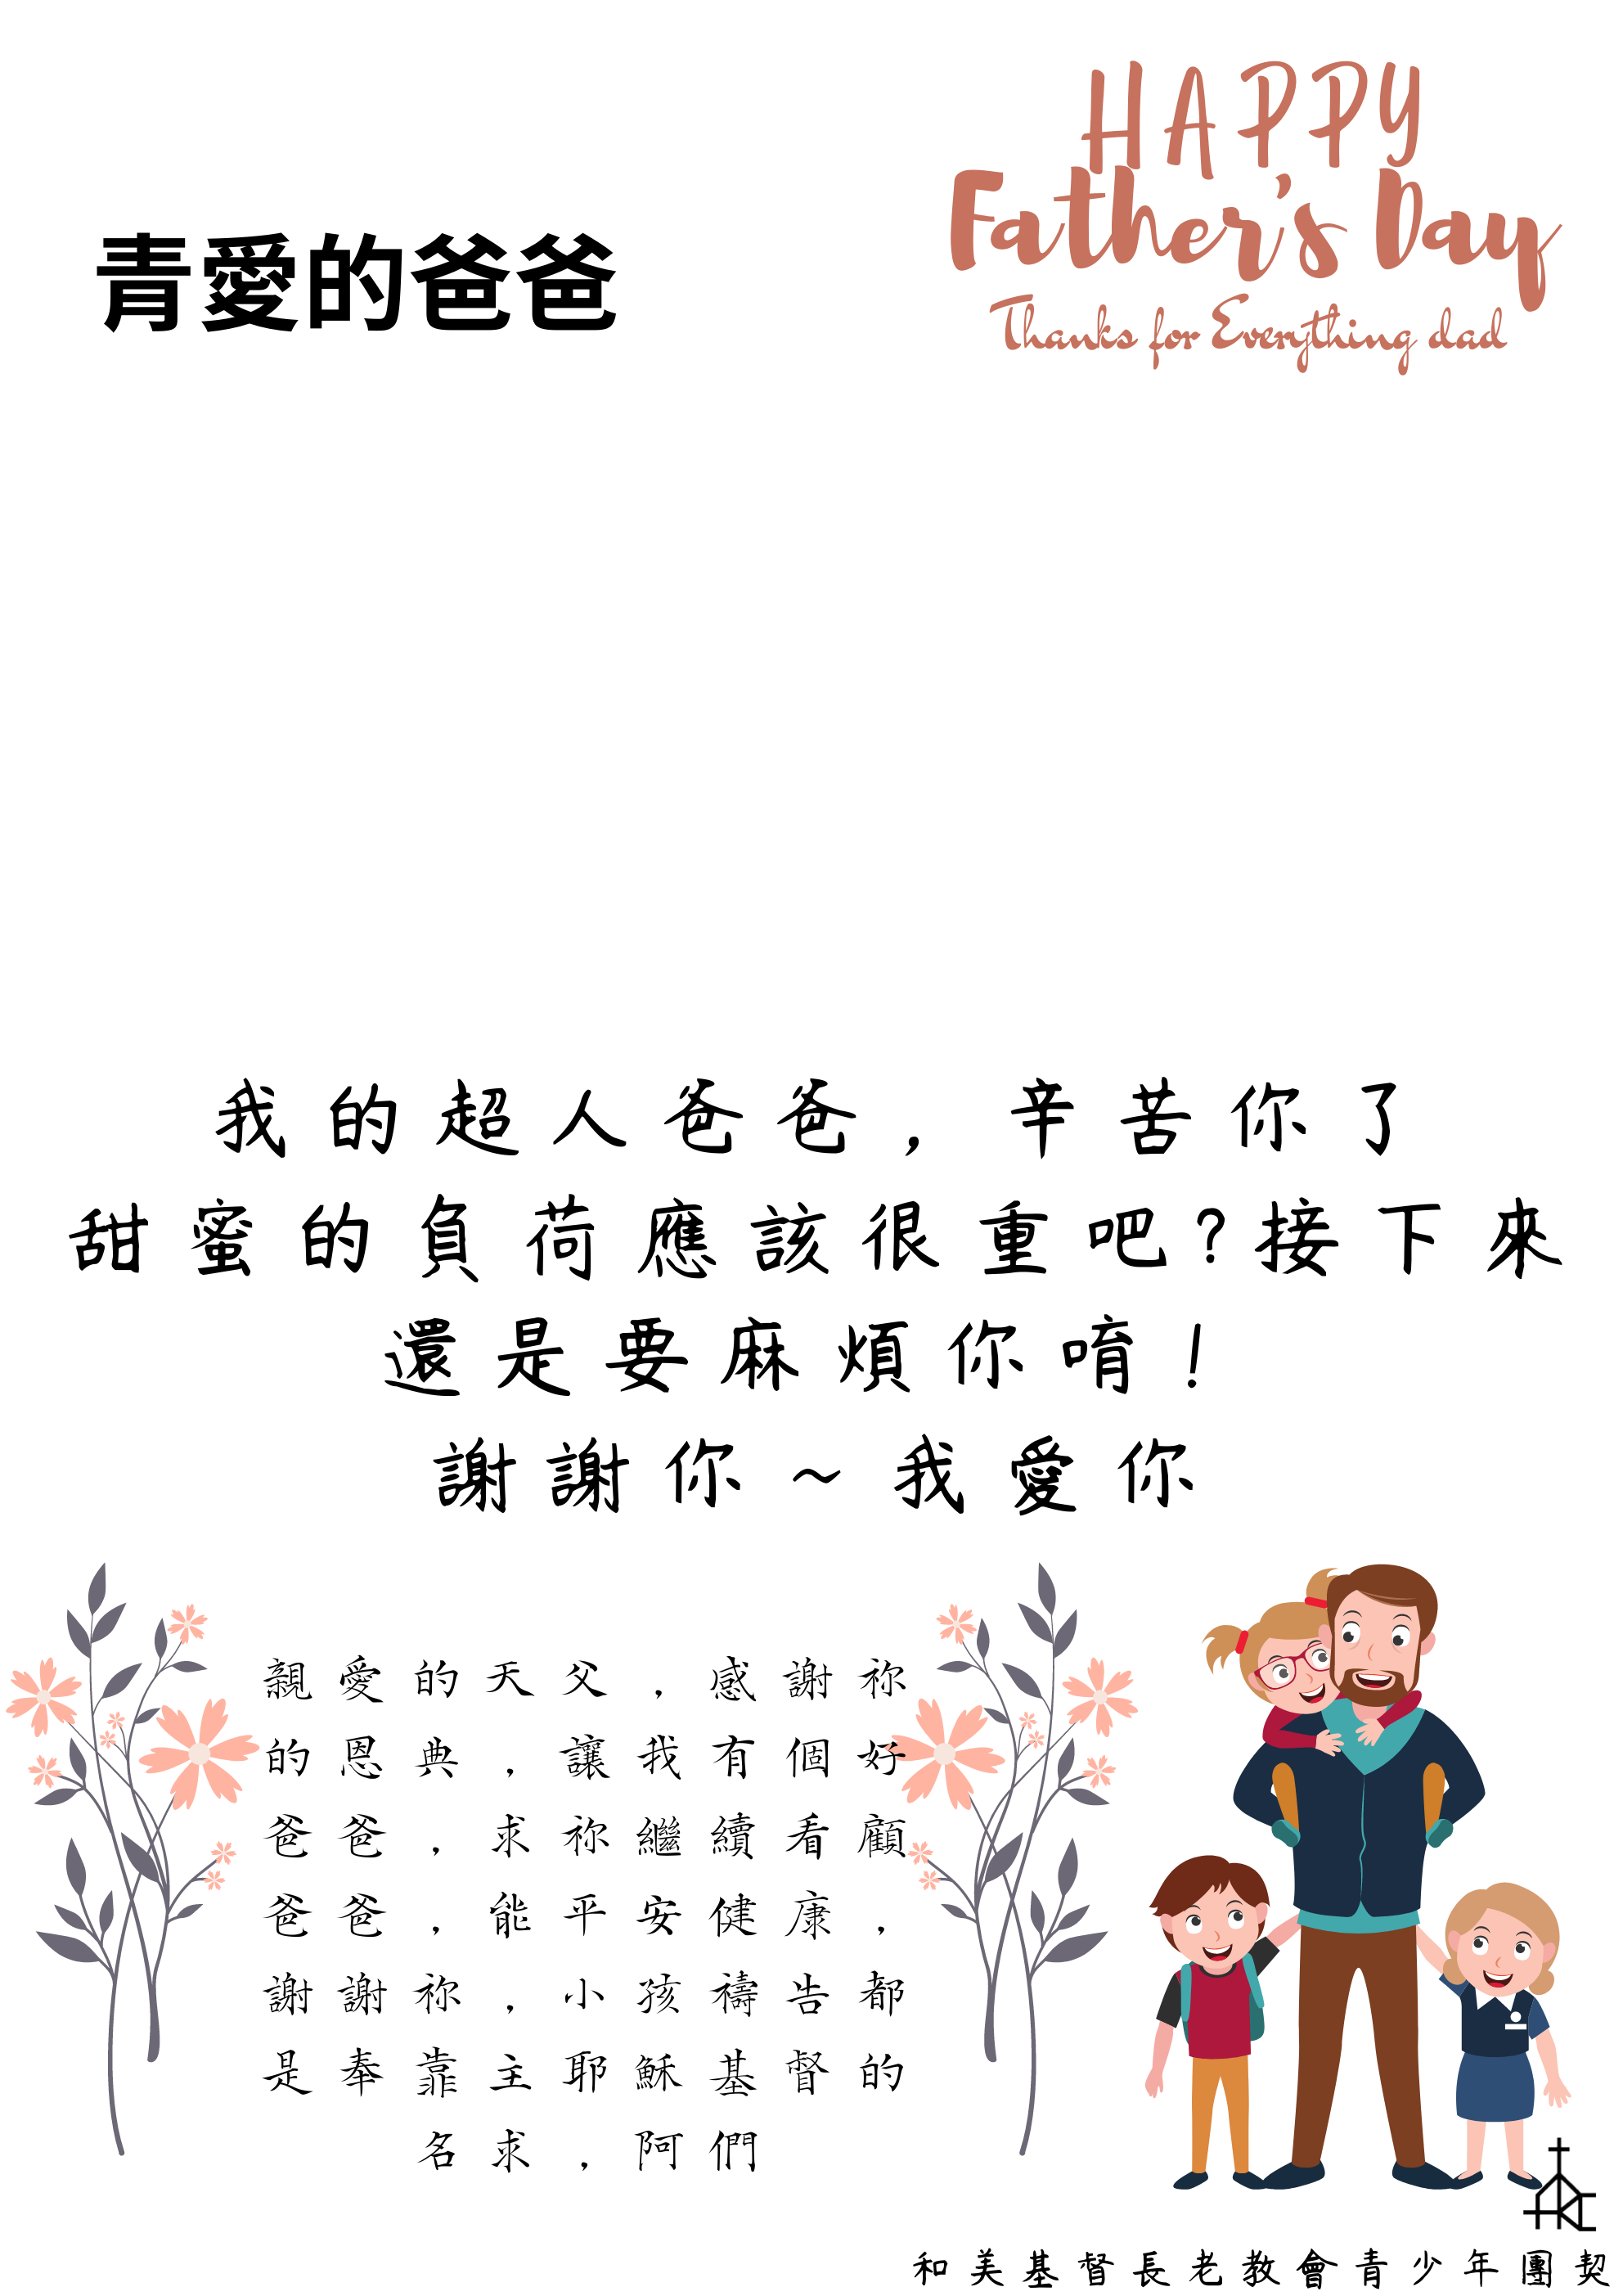 HAPPY
Father's Day
Thanks for Everything dad
青愛的爸爸
我的超人爸爸，辛苦你了
甜蜜的負荷應該很重吧?接下來
還是要麻煩你唷!
謝謝你~我愛你
親愛的天父，感謝祢
的恩典，讓我有個好
爸爸，求祢繼續看顧
爸爸，能平安健康，
謝謝祢，小孩禱告都
是奉靠主耶穌基督的
名求，阿們
和美基督長老教會青少年團契